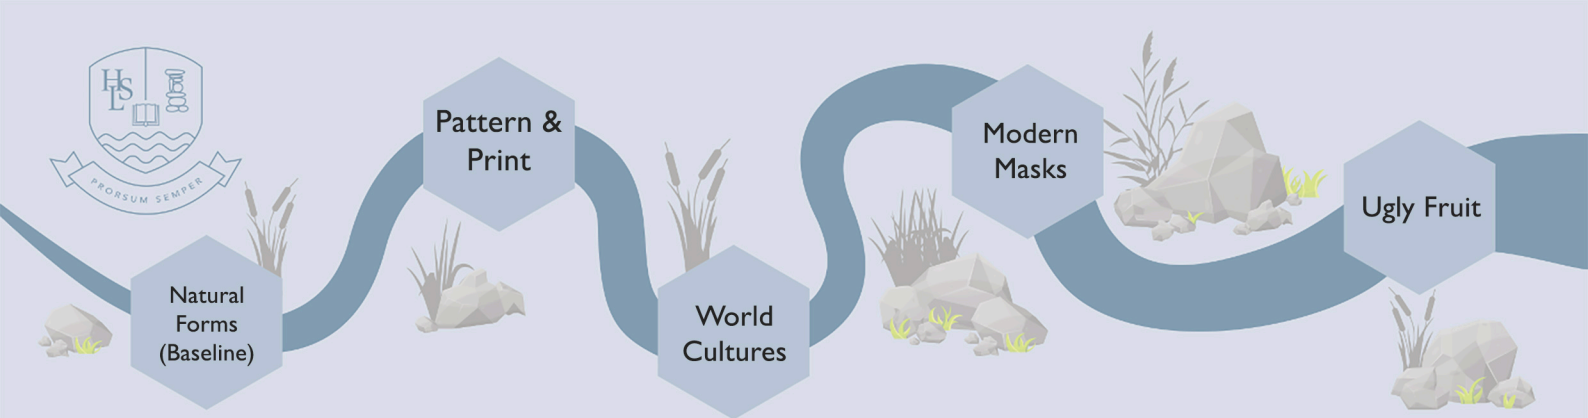 HLS
PRORSUM SEMPER
Natural
Forms
(Baseline)
Pattern &
Print
World
Cultures
Modern
Masks
Ugly Fruit